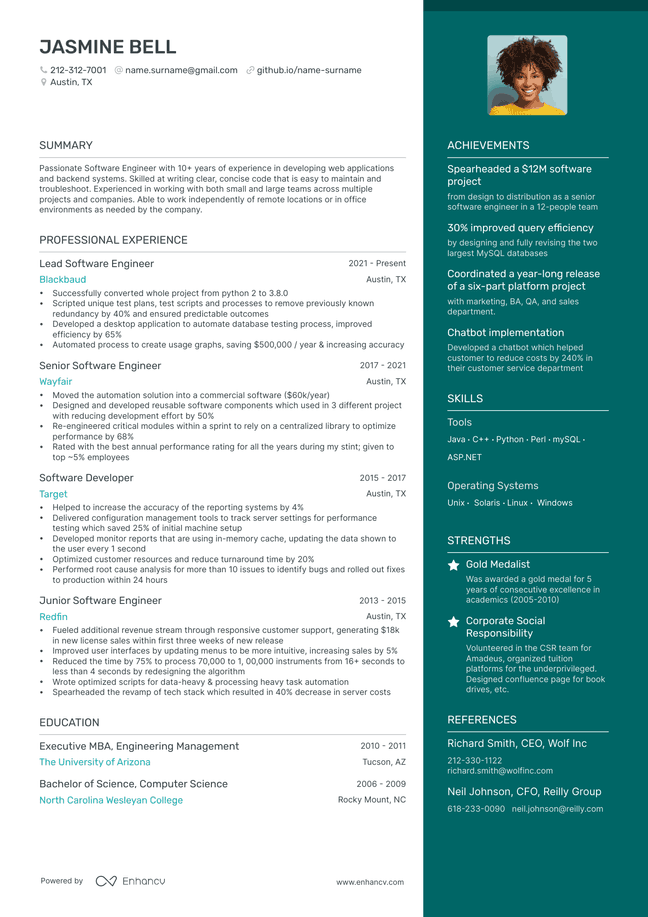 JASMINE BELL
212-312-7001 name.surname@gmail.com github.io/name-surname
Austin, TX
SUMMARY
Passionate Software Engineer with 10+ years of experience in developing web applications
and backend systems. Skilled at writing clear, concise code that is easy to maintain and
troubleshoot. Experienced in working with both small and large teams across multiple
projects and companies. Able to work independently of remote locations or in office
environments as needed by the company.
PROFESSIONAL EXPERIENCE
Lead Software Engineer 2021 - Present
Blackbaud Austin, TX
• Successfully converted whole project from python 2 to 3.8.0
• Scripted unique test plans, test scripts and processes to remove previously known
redundancy by 40% and ensured predictable outcomes
• Developed a desktop application to automate database testing process, improved
efficiency by 65%
• Automated process to create usage graphs, saving $500,000 / year & increasing accuracy
Senior Software Engineer 2017 - 2021
Wayfair Austin, TX
• Moved the automation solution into a commercial software ($60k/year)
• Designed and developed reusable software components which used in 3 different project
with reducing development effort by 50%
• Re-engineered critical modules within a sprint to rely on a centralized library to optimize
performance by 68%
• Rated with the best annual performance rating for all the years during my stint; given to
top ~5% employees
Software Developer 2015 - 2017
Target Austin, TX
• Helped to increase the accuracy of the reporting systems by 4%
• Delivered configuration management tools to track server settings for performance
testing which saved 25% of initial machine setup
• Developed monitor reports that are using in-memory cache, updating the data shown to
the user every 1 second
• Optimized customer resources and reduce turnaround time by 20%
• Performed root cause analysis for more than 10 issues to identify bugs and rolled out fixes
to production within 24 hours
Junior Software Engineer 2013 - 2015
Redfin Austin, TX
• Fueled additional revenue stream through responsive customer support, generating $18k
in new license sales within first three weeks of new release
• Improved user interfaces by updating menus to be more intuitive, increasing sales by 5%
• Reduced the time by 75% to process 70,000 to 1, 00,000 instruments from 16+ seconds to
less than 4 seconds by redesigning the algorithm
• Wrote optimized scripts for data-heavy & processing heavy task automation
• Spearheaded the revamp of tech stack which resulted in 40% decrease in server costs
EDUCATION
Executive MBA, Engineering Management 2010 - 2011
The University of Arizona Tucson, AZ
Bachelor of Science, Computer Science 2006 - 2009
North Carolina Wesleyan College Rocky Mount, NC
Powered by Enhancv www.enhancv.com
ACHIEVEMENTS
Spearheaded a $12M software
project
from design to distribution as a senior
software engineer in a 12-people team
30% improved query efficiency
by designing and fully revising the two
largest MySQL databases
Coordinated a year-long release
of a six-part platform project
with marketing, BA, QA, and sales
department.
Chatbot implementation
Developed a chatbot which helped
customer to reduce costs by 240% in
their customer service department
SKILLS
Tools
Java · C++ · Python · Perl · mySQL ·
ASP.NET
Operating Systems
Unix · Solaris · Linux · Windows
STRENGTHS
Gold Medalist
Was awarded a gold medal for 5
years of consecutive excellence in
academics (2005-2010)
Corporate Social
Responsibility
Volunteered in the CSR team for
Amadeus, organized tuition
platforms for the underprivileged.
Designed confluence page for book
drives, etc.
REFERENCES
Richard Smith, CEO, Wolf Inc
212-330-1122
richard.smith@wolfinc.com
Neil Johnson, CFO, Reilly Group
618-233-0090 neil.johnson@reilly.com